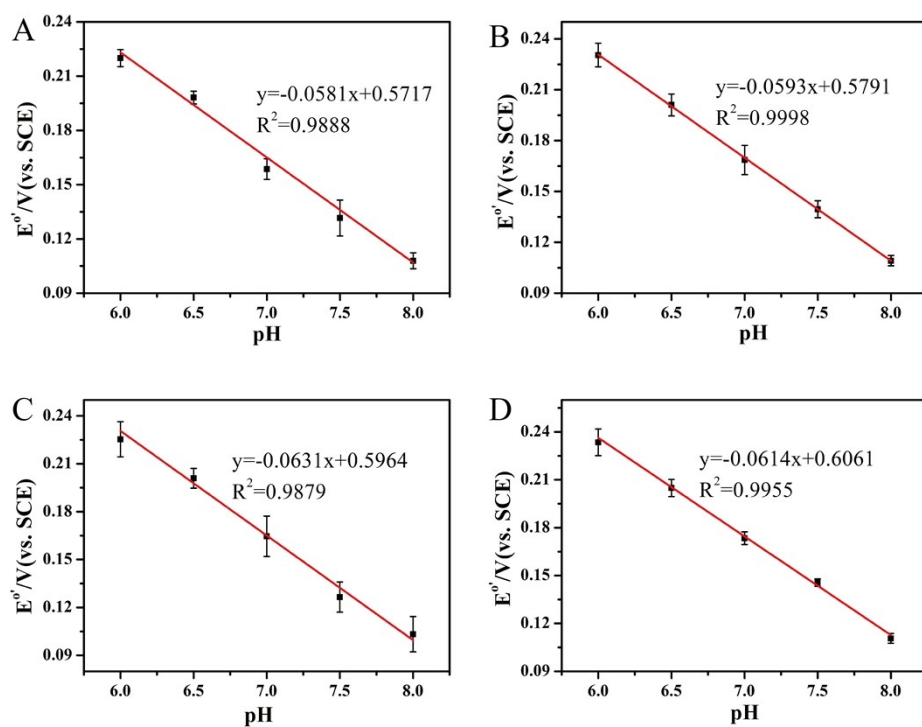 A
E°'/V(vs. SCE)
0.24
0.21
0.18
0.15
0.12
0.09
y=-0.0581x+0.5717
R²=0.9888
6.0 6.5 7.0 7.5 8.0
pH
B
E°'/V(vs. SCE)
0.24
0.21
0.18
0.15
0.12
0.09
y=-0.0593x+0.5791
R²=0.9998
6.0 6.5 7.0 7.5 8.0
pH
C
E°'/V(vs. SCE)
0.24
0.21
0.18
0.15
0.12
0.09
y=-0.0631x+0.5964
R²=0.9879
6.0 6.5 7.0 7.5 8.0
pH
D
E°'/V(vs. SCE)
0.24
0.21
0.18
0.15
0.12
0.09
y=-0.0614x+0.6061
R²=0.9955
6.0 6.5 7.0 7.5 8.0
pH